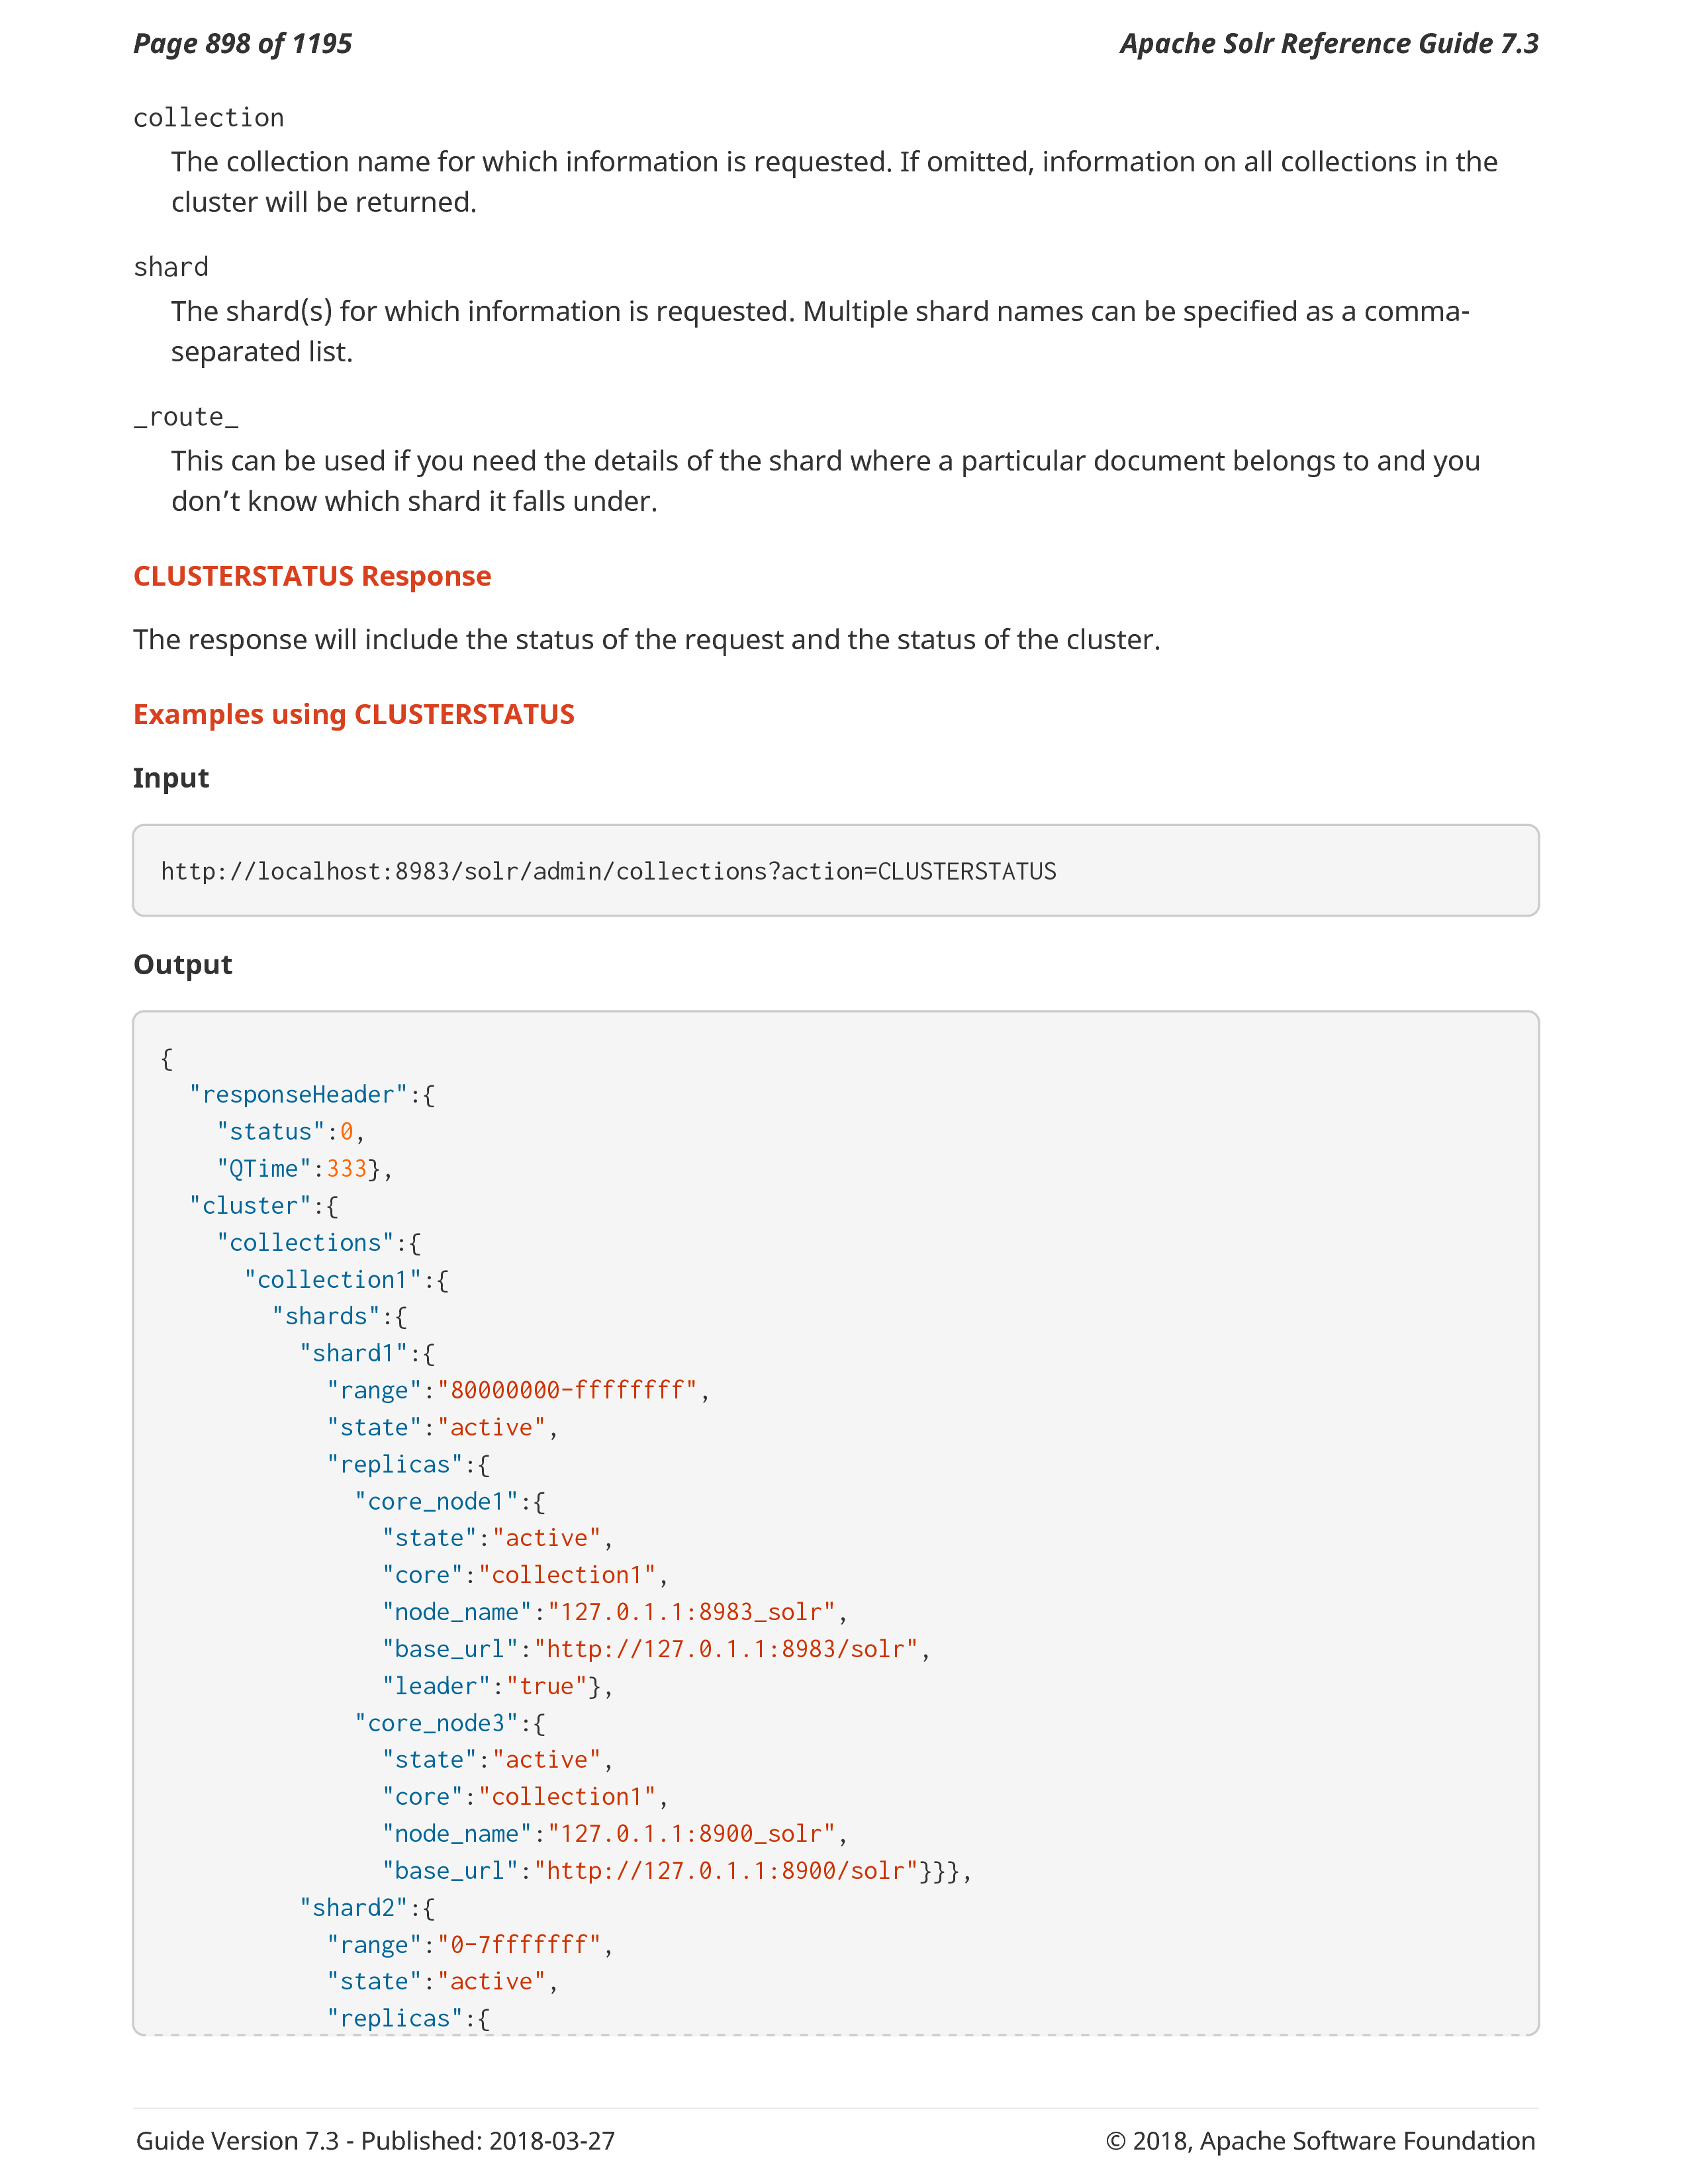 Page 898 of 1195
Apache Solr Reference Guide 7.3
collection
The collection name for which information is requested. If omitted, information on all collections in the
cluster will be returned.
shard
The shard(s) for which information is requested. Multiple shard names can be specified as a comma-
separated list.
_route_
This can be used if you need the details of the shard where a particular document belongs to and you
don’t know which shard it falls under.
CLUSTERSTATUS Response
The response will include the status of the request and the status of the cluster.
Examples using CLUSTERSTATUS
Input
http://localhost:8983/solr/admin/collections?action=CLUSTERSTATUS
Output
{
  "responseHeader":{
    "status":0,
    "QTime":333},
  "cluster":{
    "collections":{
      "collection1":{
        "shards":{
          "shard1":{
            "range":"80000000-ffffffff",
            "state":"active",
            "replicas":{
              "core_node1":{
                "state":"active",
                "core":"collection1",
                "node_name":"127.0.1.1:8983_solr",
                "base_url":"http://127.0.1.1:8983/solr",
                "leader":"true"},
              "core_node3":{
                "state":"active",
                "core":"collection1",
                "node_name":"127.0.1.1:8900_solr",
                "base_url":"http://127.0.1.1:8900/solr"}}},
          "shard2":{
            "range":"0-7fffffff",
            "state":"active",
            "replicas":{
Guide Version 7.3 - Published: 2018-03-27
© 2018, Apache Software Foundation